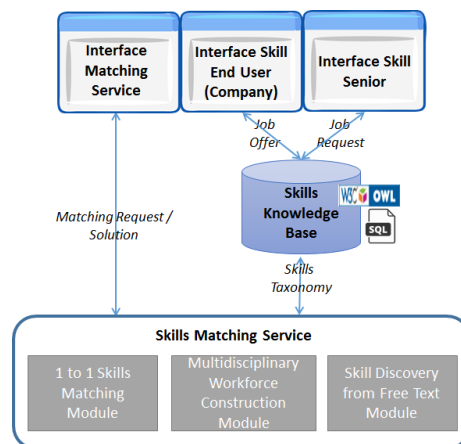 Interface
Matching
Service
Interface Skill
End User
(Company)
Interface Skill
Senior
Job
Offer
Job
Request
Skills
Knowledge
Base
W3C
OWL
SQL
Matching Request /
Solution
Skills
Taxonomy
Skills Matching Service
1 to 1 Skills
Matching
Module
Multidisciplinary
Workforce
Construction
Module
Skill Discovery
from Free Text
Module